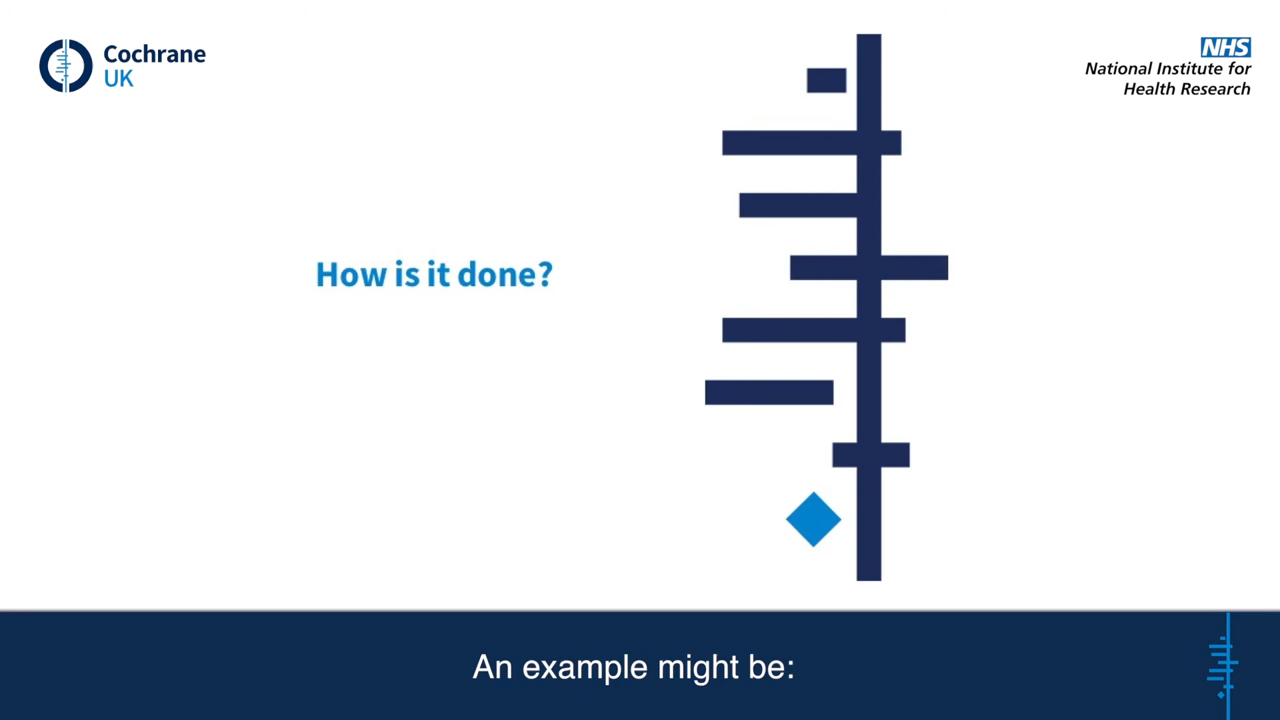 Cochrane
UK
NHS
National Institute for
Health Research
How is it done?
An example might be: